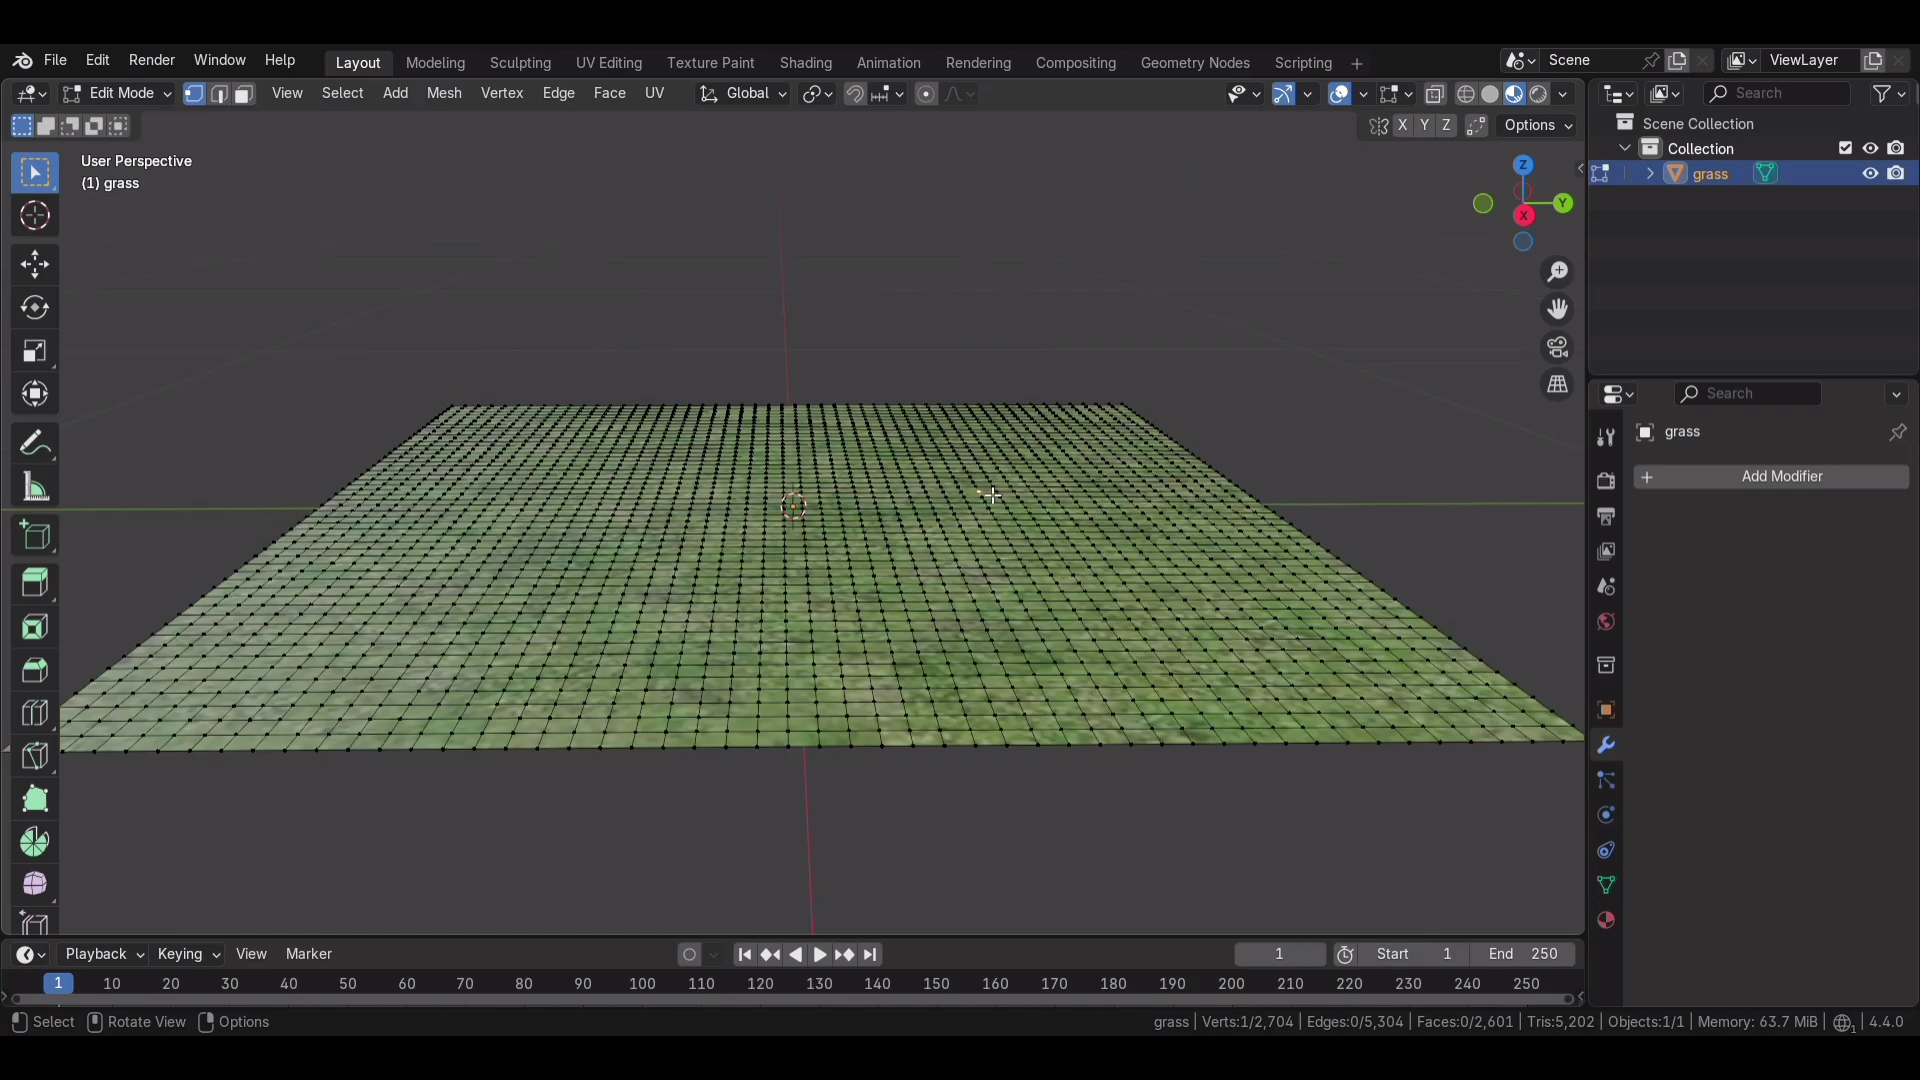 File Edit Render Window Help Layout Modeling Sculpting UV Editing Texture Paint Shading Animation Rendering Compositing Geometry Nodes Scripting + Scene ViewLayer
Edit Mode View Select Add Mesh Vertex Edge Face UV Global Search
X Y Z Options
User Perspective
(1) grass
Z
Y
X
Scene Collection
Collection
grass
Search
grass
Add Modifier
Playback Keying View Marker 1 Start 1 End 250
1 10 20 30 40 50 60 70 80 90 100 110 120 130 140 150 160 170 180 190 200 210 220 230 240 250
Select Rotate View Options grass | Verts:1/2,704 | Edges:0/5,304 | Faces:0/2,601 | Tris:5,202 | Objects:1/1 | Memory: 63.7 MiB | 1 | 4.4.0